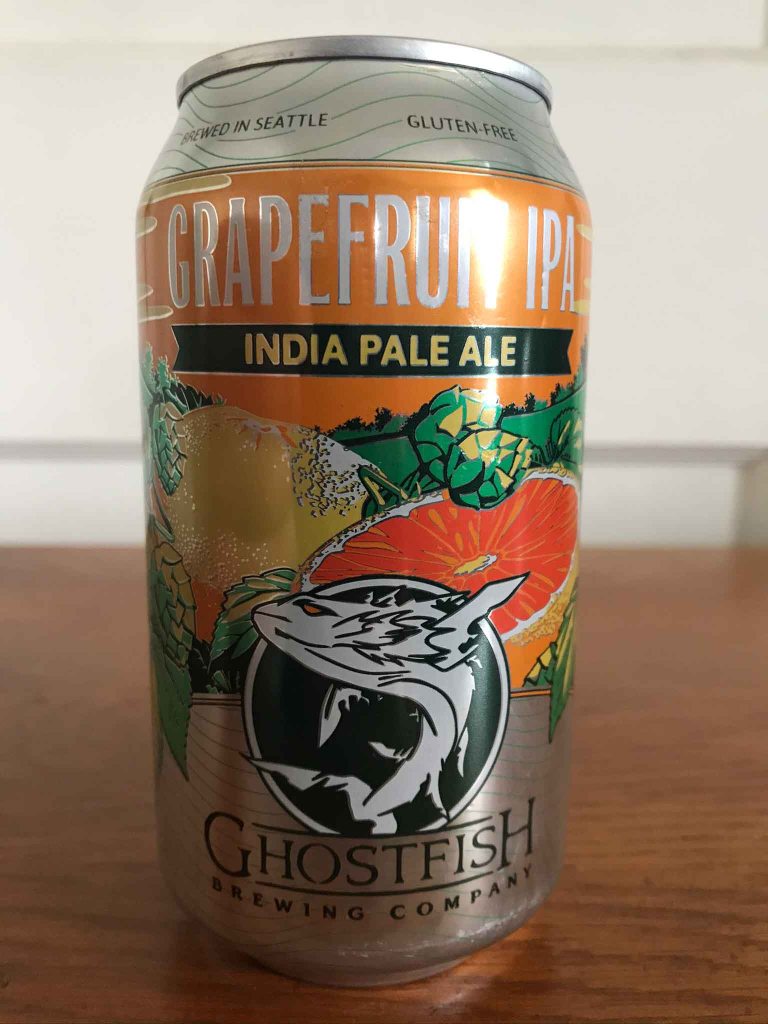 BREWED IN SEATTLE GLUTEN-FREE
GRAPEFRUIT IPA
INDIA PALE ALE
GHOSTFISH
BREWING COMPANY